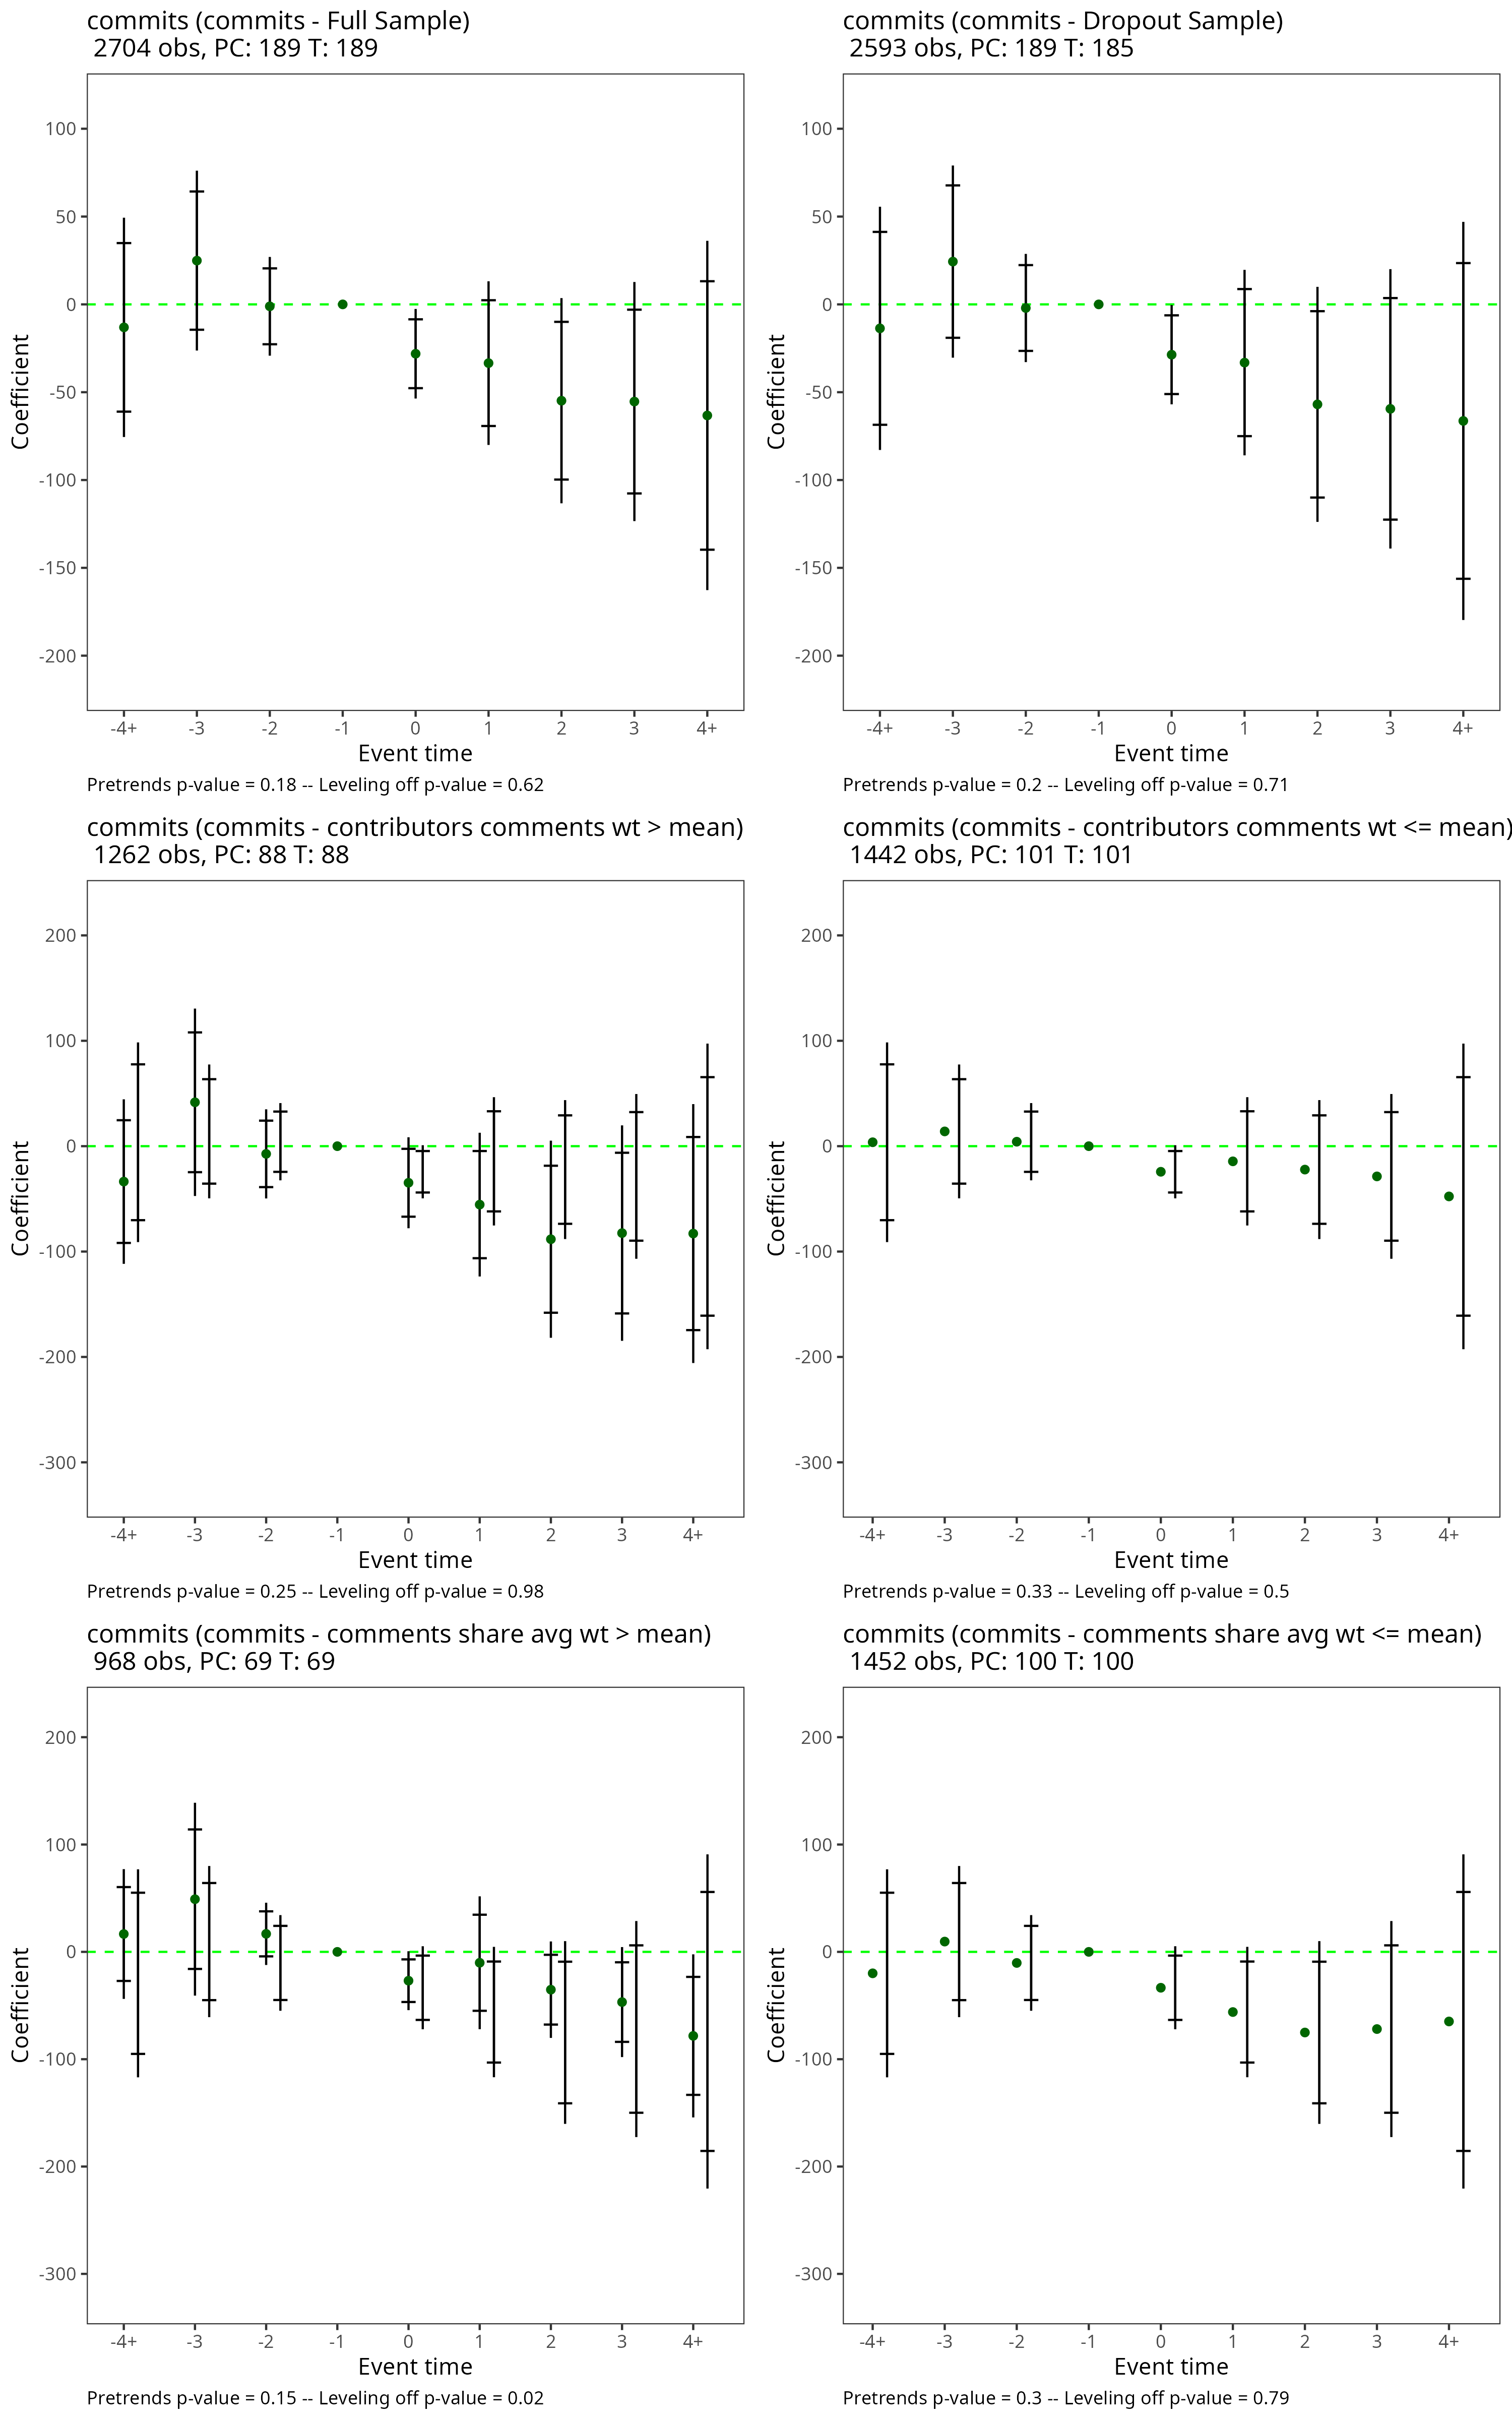 commits (commits - Full Sample)
2704 obs, PC: 189 T: 189
100
50
0
-50
-100
-150
-200
Coefficient
-4+ -3 -2 -1 0 1 2 3 4+
Event time
Pretrends p-value = 0.18 -- Leveling off p-value = 0.62
commits (commits - Dropout Sample)
2593 obs, PC: 189 T: 185
100
50
0
-50
-100
-150
-200
Coefficient
-4+ -3 -2 -1 0 1 2 3 4+
Event time
Pretrends p-value = 0.2 -- Leveling off p-value = 0.71
commits (commits - contributors comments wt > mean)
1262 obs, PC: 88 T: 88
200
100
0
-100
-200
-300
Coefficient
-4+ -3 -2 -1 0 1 2 3 4+
Event time
Pretrends p-value = 0.25 -- Leveling off p-value = 0.98
commits (commits - contributors comments wt <= mean)
1442 obs, PC: 101 T: 101
200
100
0
-100
-200
-300
Coefficient
-4+ -3 -2 -1 0 1 2 3 4+
Event time
Pretrends p-value = 0.33 -- Leveling off p-value = 0.5
commits (commits - comments share avg wt > mean)
968 obs, PC: 69 T: 69
200
100
0
-100
-200
-300
Coefficient
-4+ -3 -2 -1 0 1 2 3 4+
Event time
Pretrends p-value = 0.15 -- Leveling off p-value = 0.02
commits (commits - comments share avg wt <= mean)
1452 obs, PC: 100 T: 100
200
100
0
-100
-200
-300
Coefficient
-4+ -3 -2 -1 0 1 2 3 4+
Event time
Pretrends p-value = 0.3 -- Leveling off p-value = 0.79